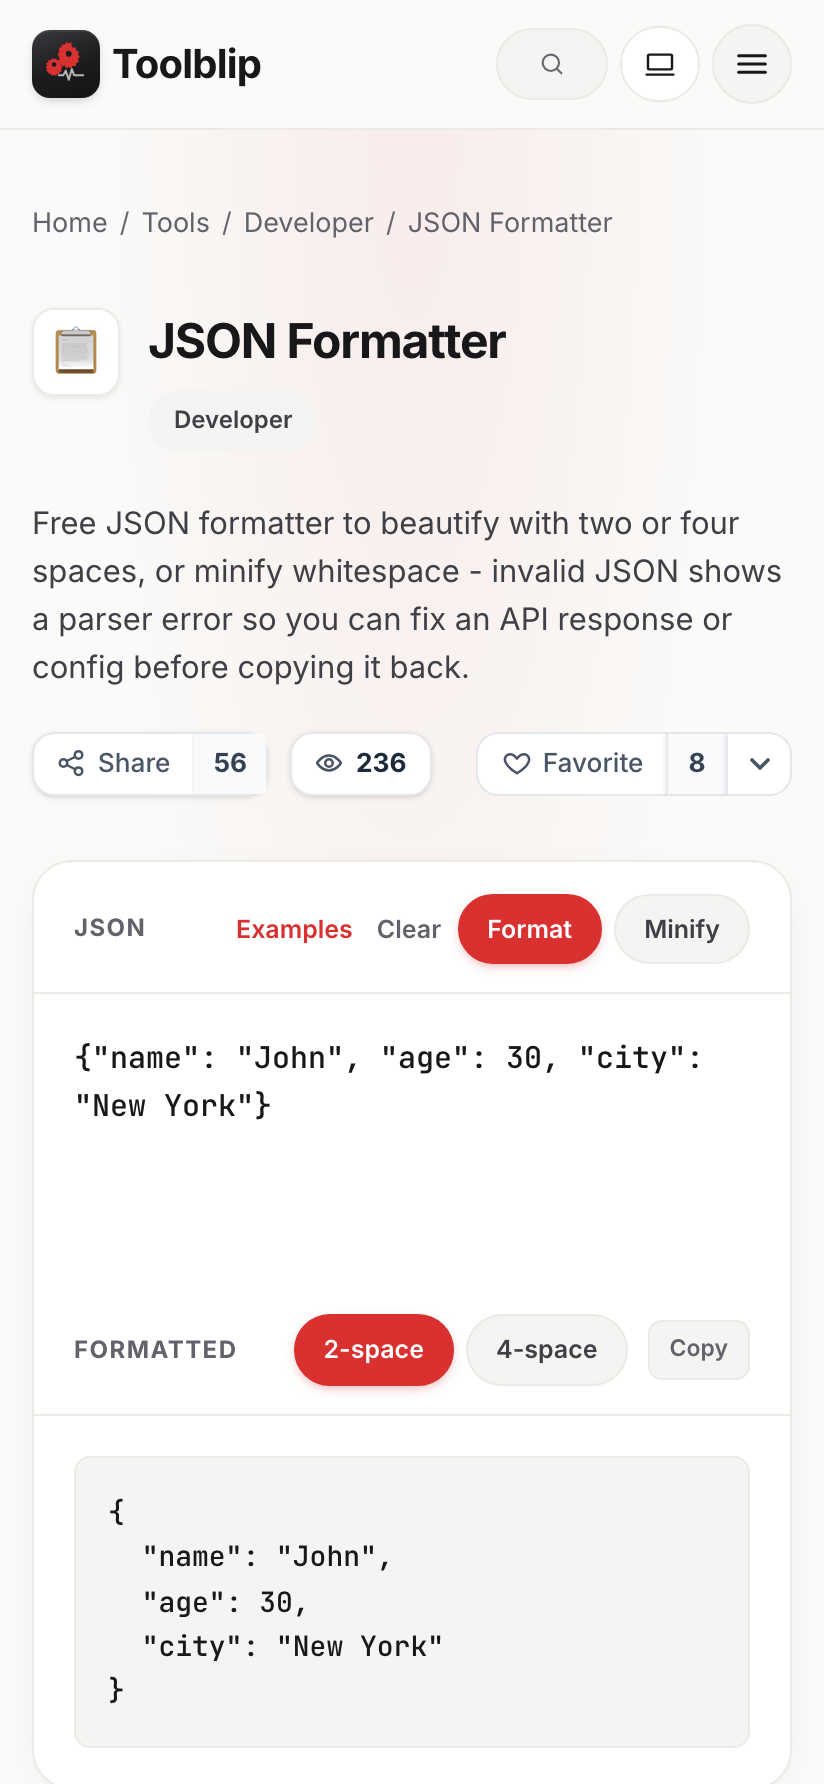 Toolblip
Home / Tools / Developer / JSON Formatter
JSON Formatter
Developer
Free JSON formatter to beautify with two or four
spaces, or minify whitespace - invalid JSON shows
a parser error so you can fix an API response or
config before copying it back.
Share 56 236 Favorite 8
JSON Examples Clear Format Minify
{"name": "John", "age": 30, "city":
"New York"}
FORMATTED 2-space 4-space Copy
{
  "name": "John",
  "age": 30,
  "city": "New York"
}